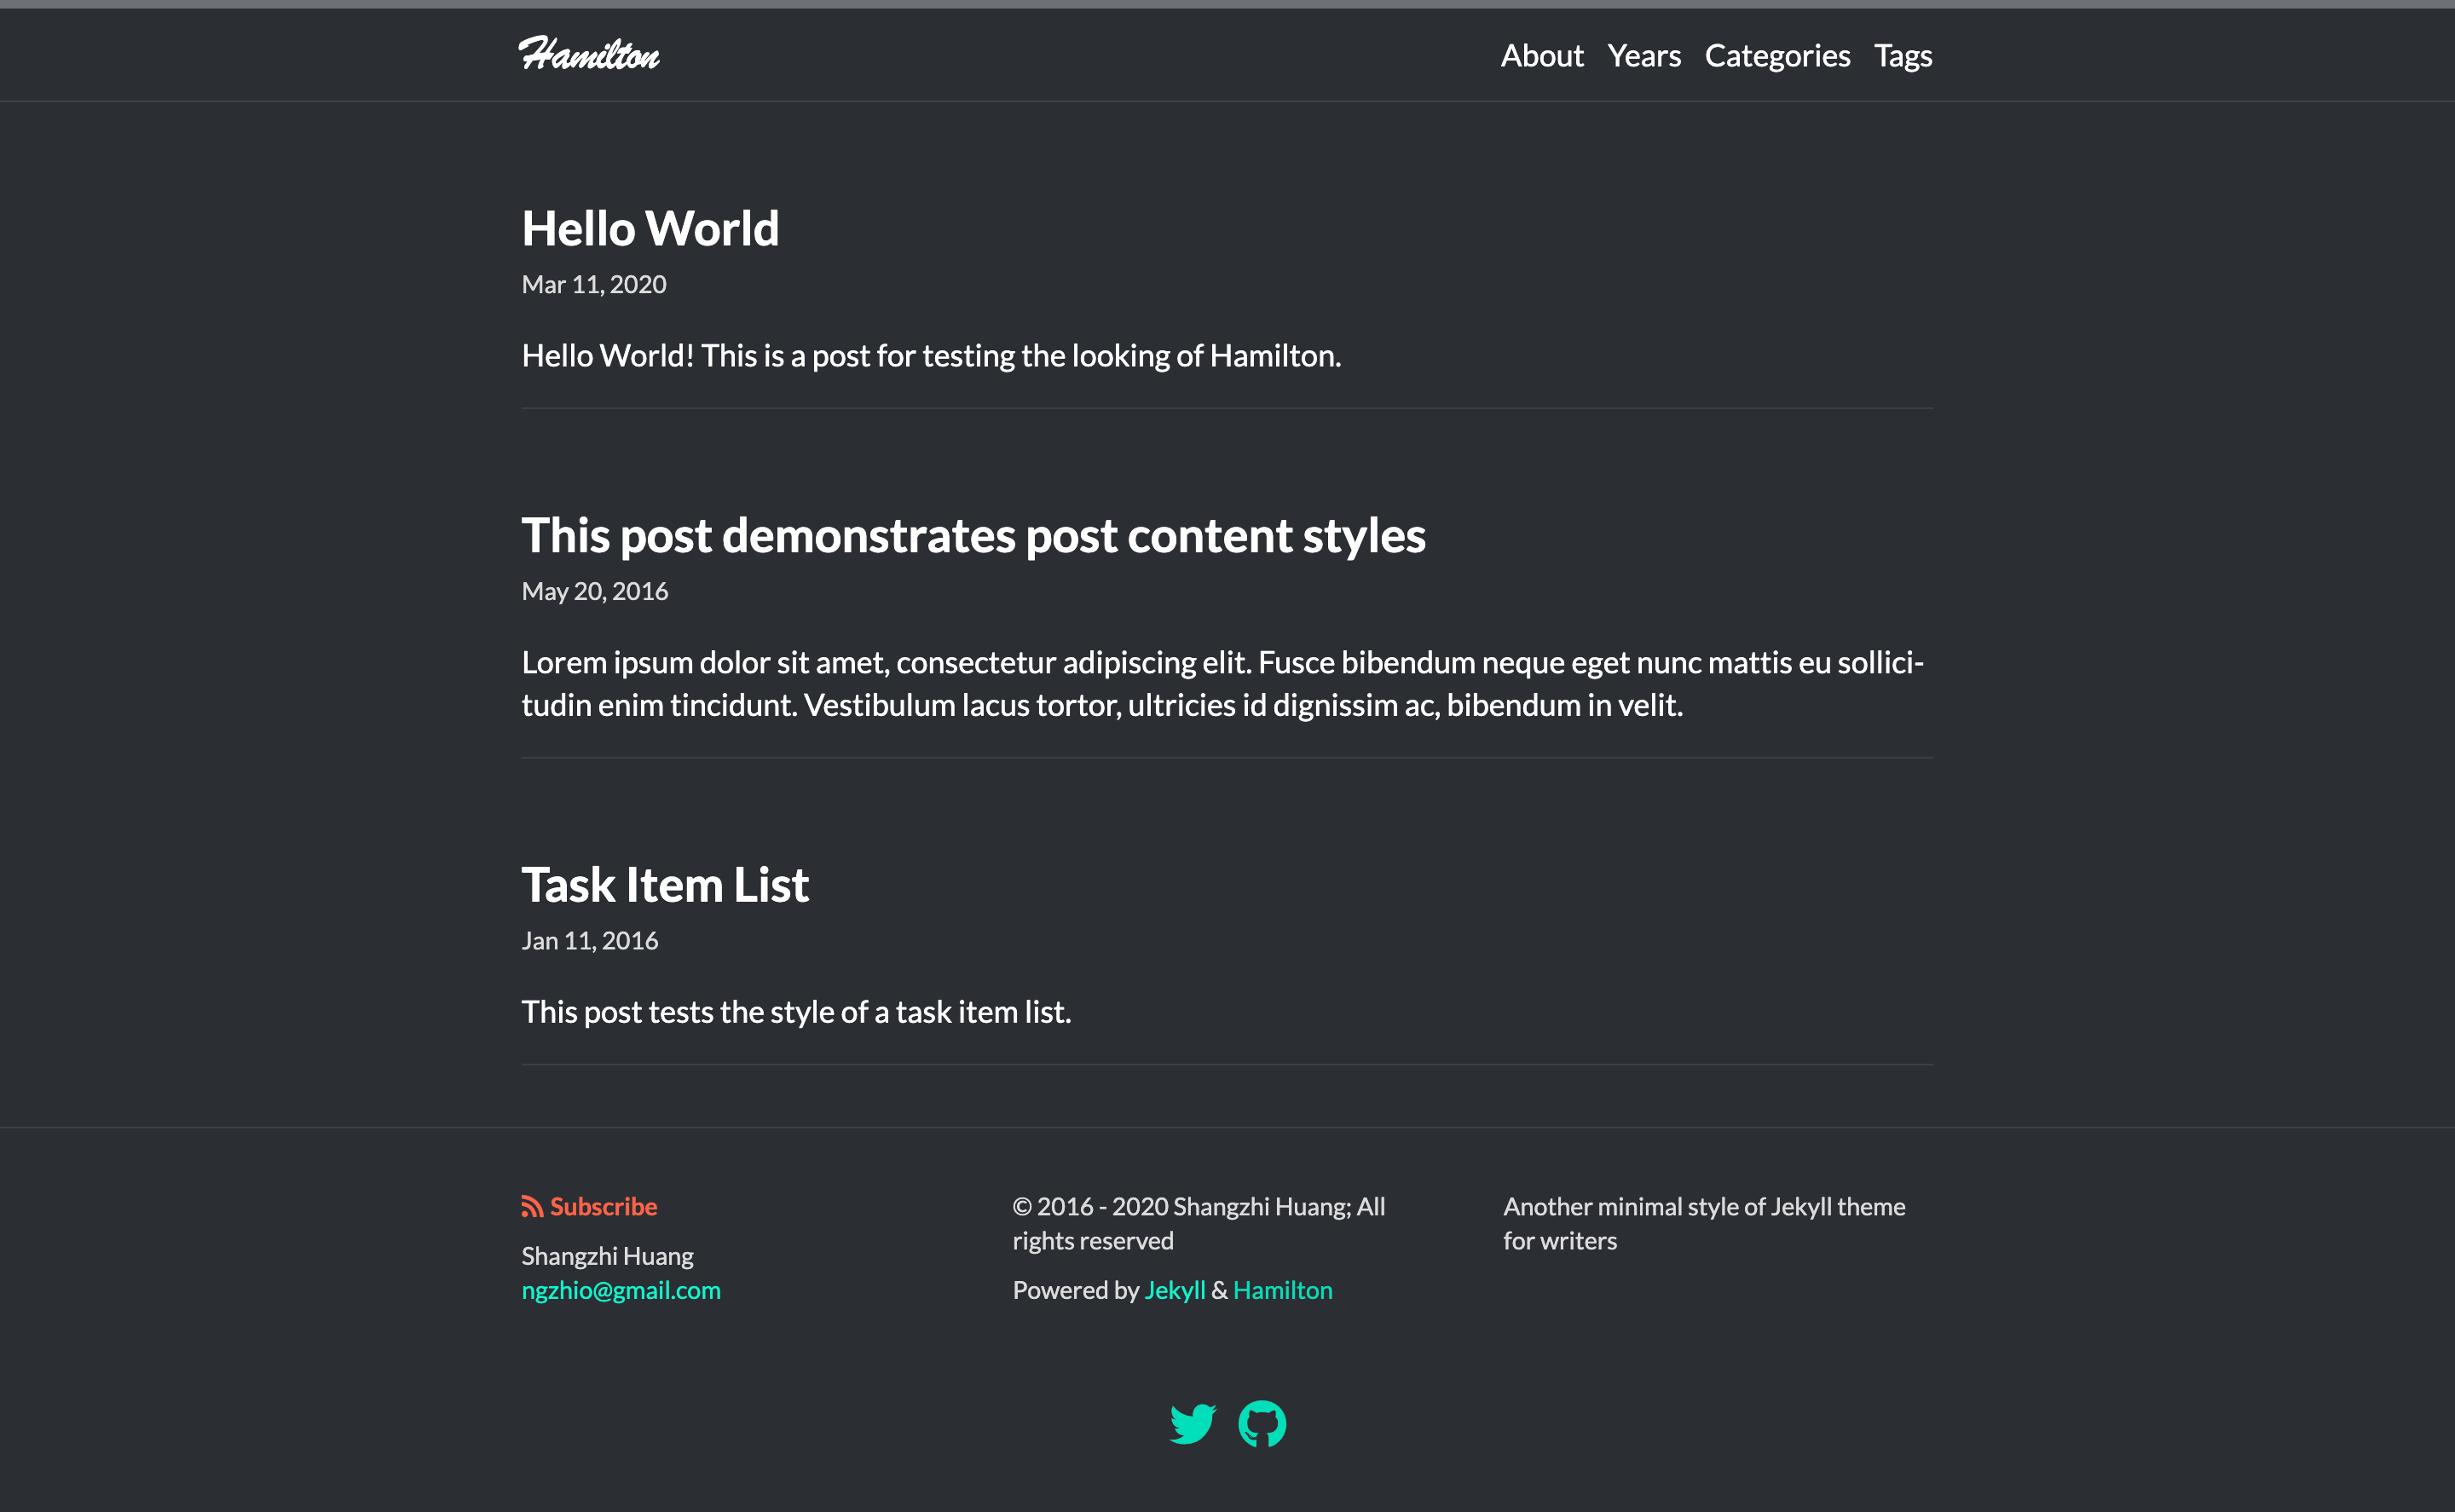 Hamilton
About Years Categories Tags
Hello World
Mar 11, 2020
Hello World! This is a post for testing the looking of Hamilton.
This post demonstrates post content styles
May 20, 2016
Lorem ipsum dolor sit amet, consectetur adipiscing elit. Fusce bibendum neque eget nunc mattis eu sollici-
tudin enim tincidunt. Vestibulum lacus tortor, ultricies id dignissim ac, bibendum in velit.
Task Item List
Jan 11, 2016
This post tests the style of a task item list.
Subscribe
Shangzhi Huang
ngzhio@gmail.com
© 2016 - 2020 Shangzhi Huang; All
rights reserved
Powered by Jekyll & Hamilton
Another minimal style of Jekyll theme
for writers